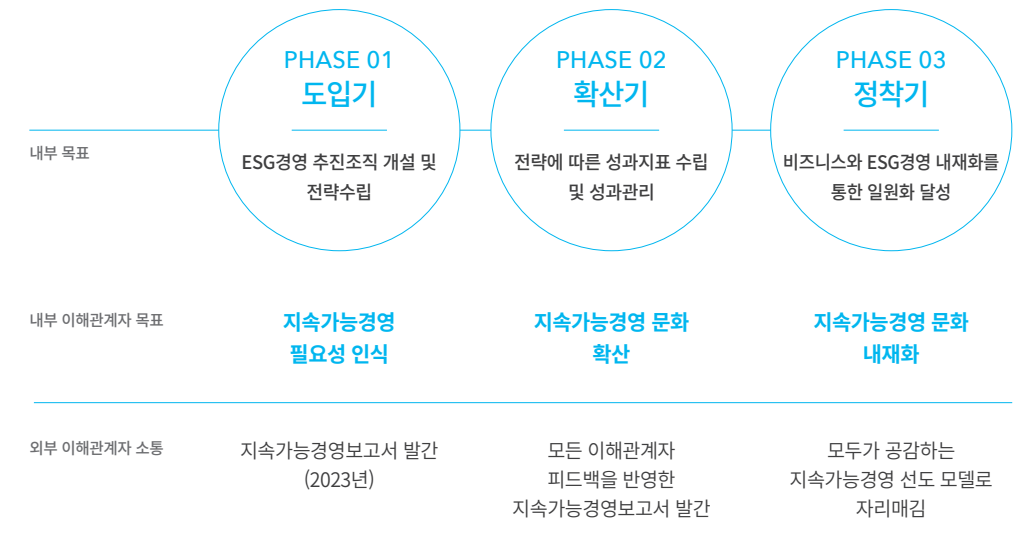 PHASE 01
도입기
PHASE 02
확산기
PHASE 03
정착기
내부 목표
ESG경영 추진조직 개설 및
전략수립
전략에 따른 성과지표 수립
및 성과관리
비즈니스와 ESG경영 내재화를
통한 일원화 달성
내부 이해관계자 목표
지속가능경영
필요성 인식
지속가능경영 문화
확산
지속가능경영 문화
내재화
외부 이해관계자 소통
지속가능경영보고서 발간
(2023년)
모든 이해관계자
피드백을 반영한
지속가능경영보고서 발간
모두가 공감하는
지속가능경영 선도 모델로
자리매김